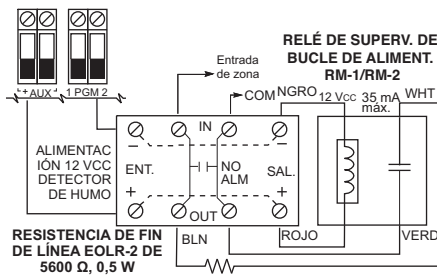 RELÉ DE SUPERV. DE
BUCLE DE ALIMENT.
RM-1/RM-2
Entrada
de zona
+ AUX -
1 PGM 2
COM
NGRO
12 VCC
35 mA
máx.
WHT
ALIMENTAC
IÓN 12 VCC
DETECTOR
DE HUMO
IN
- -
ENT.
NO
ALM
SAL.
+ +
OUT
BLN
ROJO
VERD
RESISTENCIA DE FIN
DE LÍNEA EOLR-2 DE
5600 Ω, 0,5 W